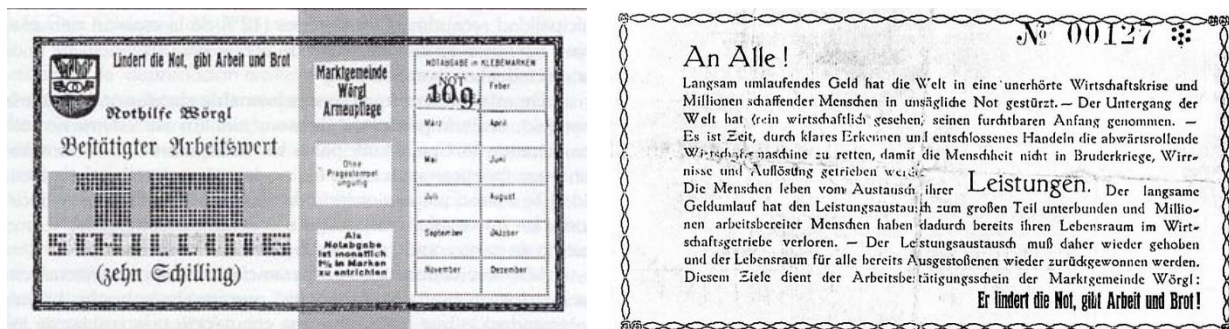 Lindert die Not, gibt Arbeit und Brot
Nothilfe Wörgl
Bestätigter Arbeitswert
10
SCHILLING
(zehn Schilling)
Marktgemeinde
Wörgl
Armenpflege
Ohne
Prägestempel
ungültig
Als
Notabgabe
ist monatlich
1% in Marken
zu entrichten
NOTABGABE in KLEBEMARKEN
NOT
10g
Feber
März
April
Mai
Juni
Juli
August
September
Oktober
November
Dezember
№ 00127
An Alle !
Langsam umlaufendes Geld hat die Welt in eine unerhörte Wirtschaftskrise und
Millionen schaffender Menschen in unsägliche Not gestürzt. — Der Untergang der
Welt hat (rein wirtschaftlich gesehen) seinen furchtbaren Anfang genommen. —
Es ist Zeit, durch klares Erkennen und entschlossenes Handeln die abwärtsrollende
Wirtschaftsmaschine zu retten, damit die Menschheit nicht in Bruderkriege, Wirr-
nisse und Auflösung getrieben werde.
Die Menschen leben vom Austausch ihrer Leistungen. Der langsame
Geldumlauf hat den Leistungsaustausch zum großen Teil unterbunden und Millio-
nen arbeitsbereiter Menschen haben dadurch bereits ihren Lebensraum im Wirt-
schaftsgetriebe verloren. — Der Leistungsaustausch muß daher wieder gehoben
und der Lebensraum für alle bereits Ausgestoßenen wieder zurückgewonnen werden.
Diesem Ziele dient der Arbeitsbestätigungsschein der Marktgemeinde Wörgl :
Er lindert die Not, gibt Arbeit und Brot !